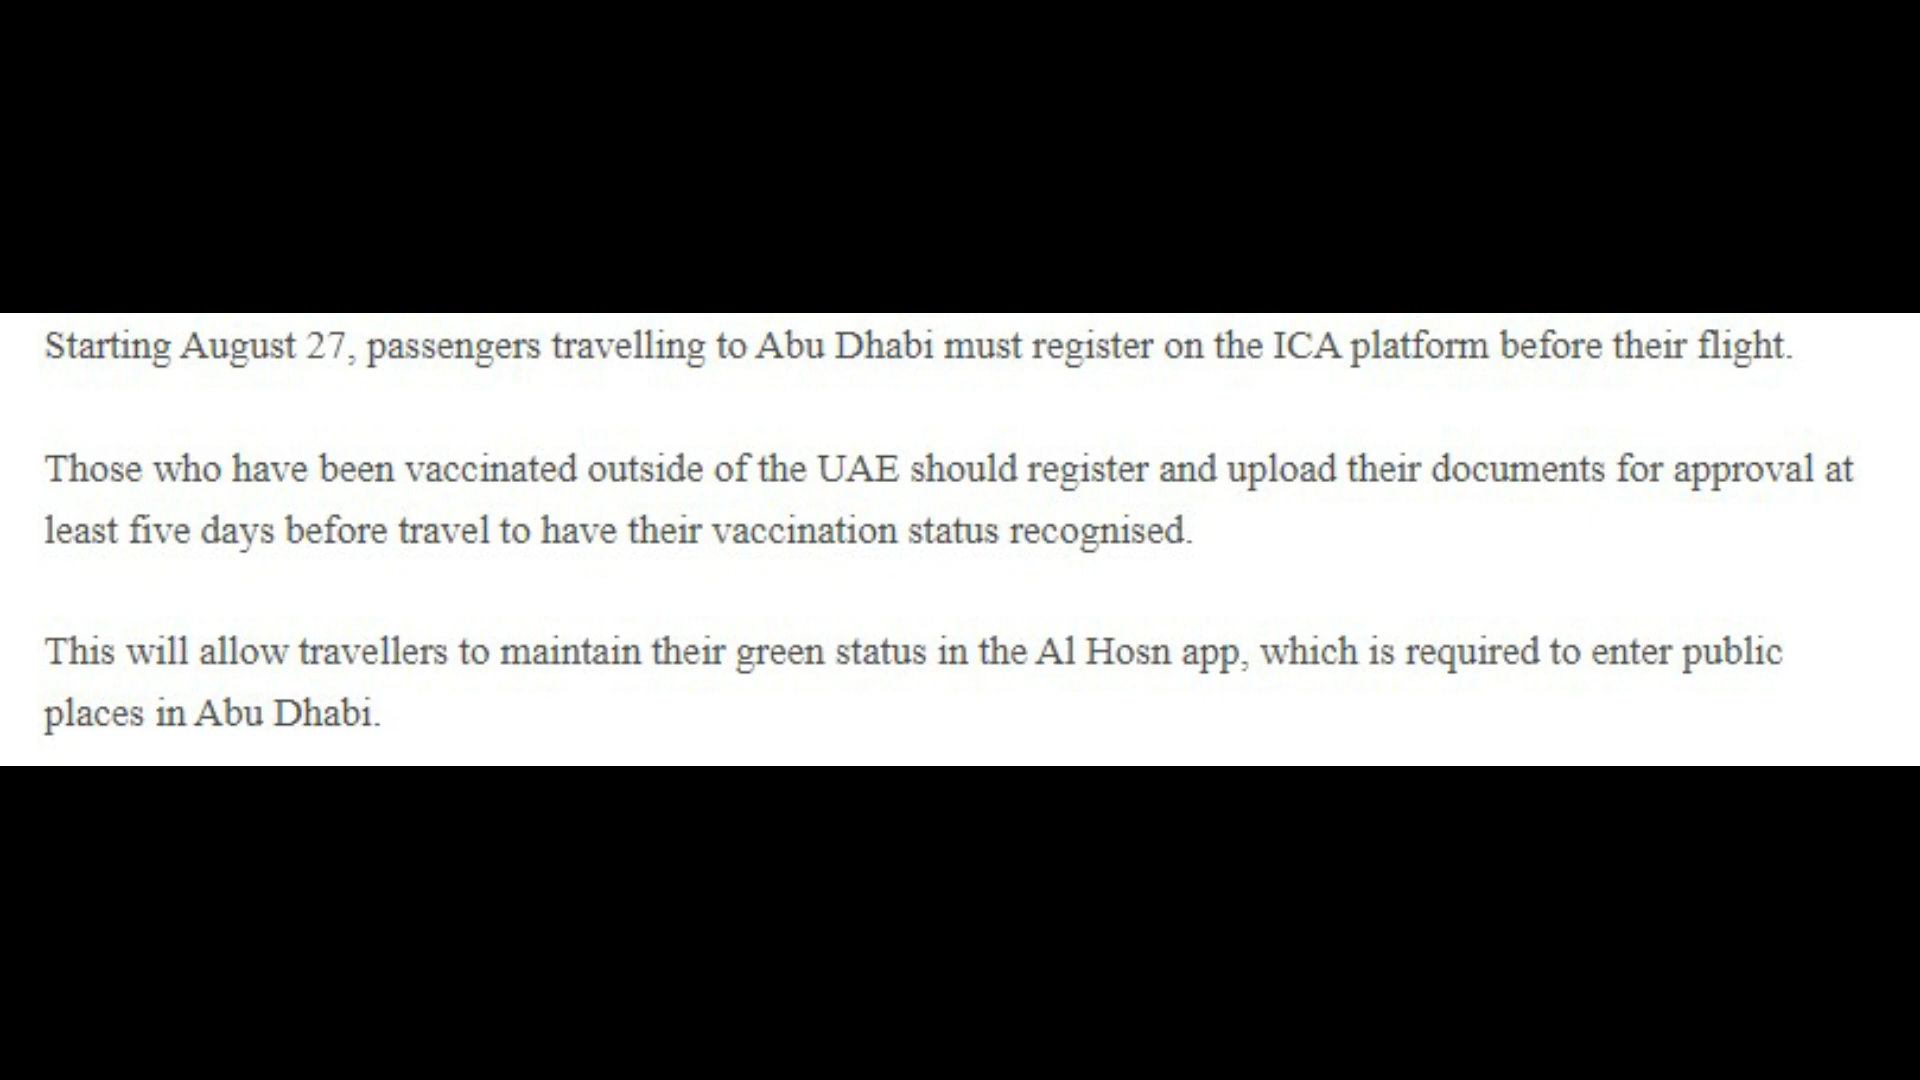 Starting August 27, passengers travelling to Abu Dhabi must register on the ICA platform before their flight.
Those who have been vaccinated outside of the UAE should register and upload their documents for approval at
least five days before travel to have their vaccination status recognised.
This will allow travellers to maintain their green status in the Al Hosn app, which is required to enter public
places in Abu Dhabi.